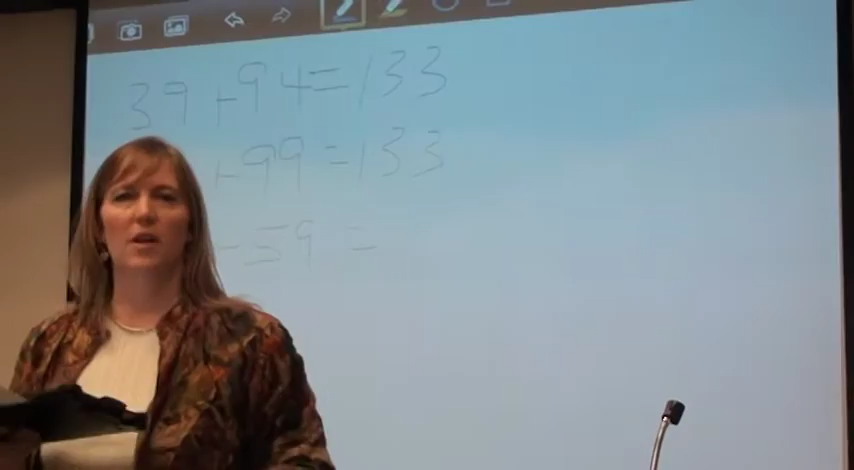 39 + 94 = 133
+ 99 = 133
- 59 =